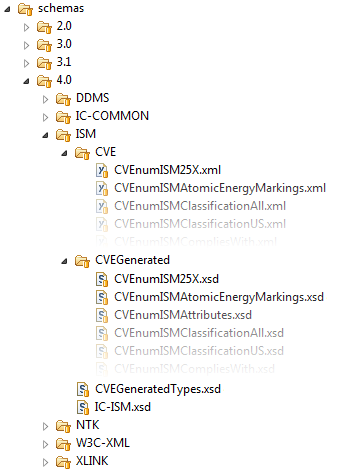 schemas
2.0
3.0
3.1
4.0
DDMS
IC-COMMON
ISM
CVE
CVEnumISM25X.xml
CVEnumISMAtomicEnergyMarkings.xml
CVEnumISMClassificationAll.xml
CVEnumISMClassificationUS.xml
CVEnumISMCompliesWith.xml
CVEGenerated
CVEnumISM25X.xsd
CVEnumISMAtomicEnergyMarkings.xsd
CVEnumISMAttributes.xsd
CVEnumISMClassificationAll.xsd
CVEnumISMClassificationUS.xsd
CVEnumISMCompliesWith.xsd
CVEGeneratedTypes.xsd
IC-ISM.xsd
NTK
W3C-XML
XLINK